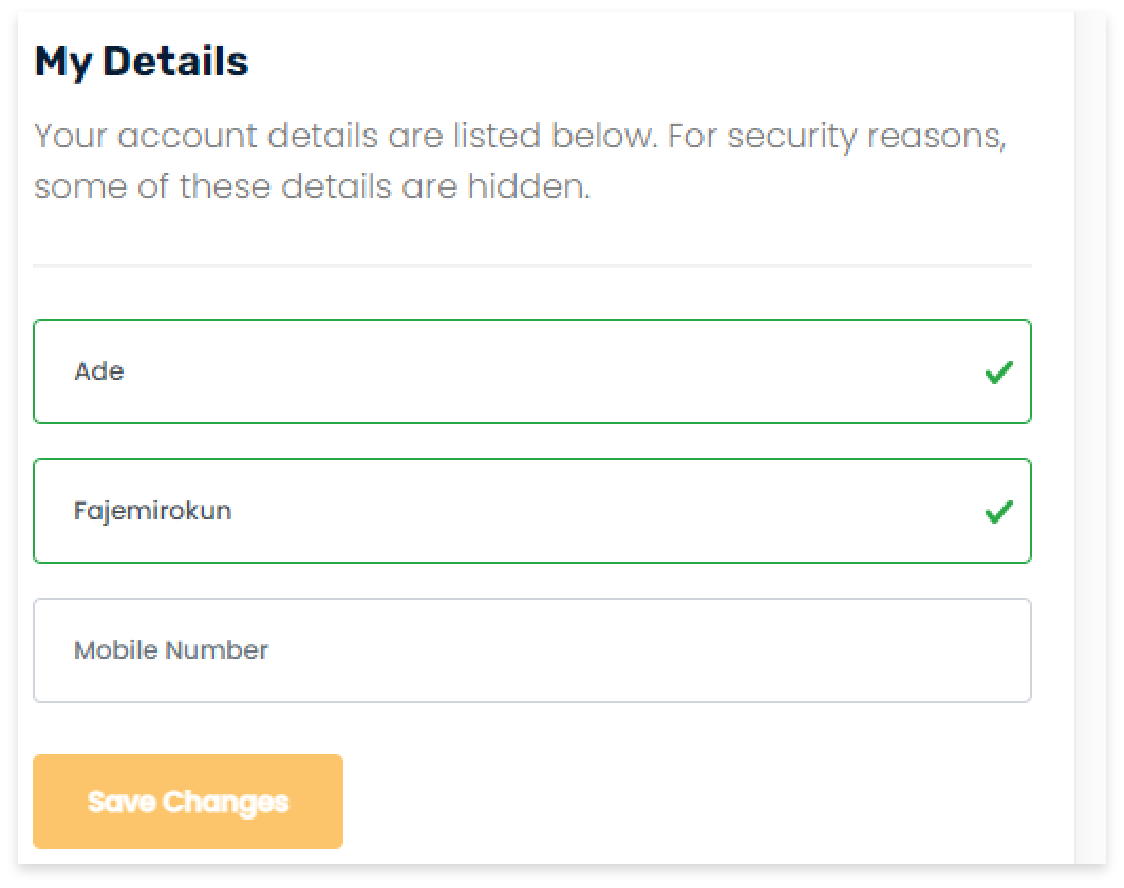 My Details
Your account details are listed below. For security reasons,
some of these details are hidden.
Ade
Fajemirokun
Mobile Number
Save Changes